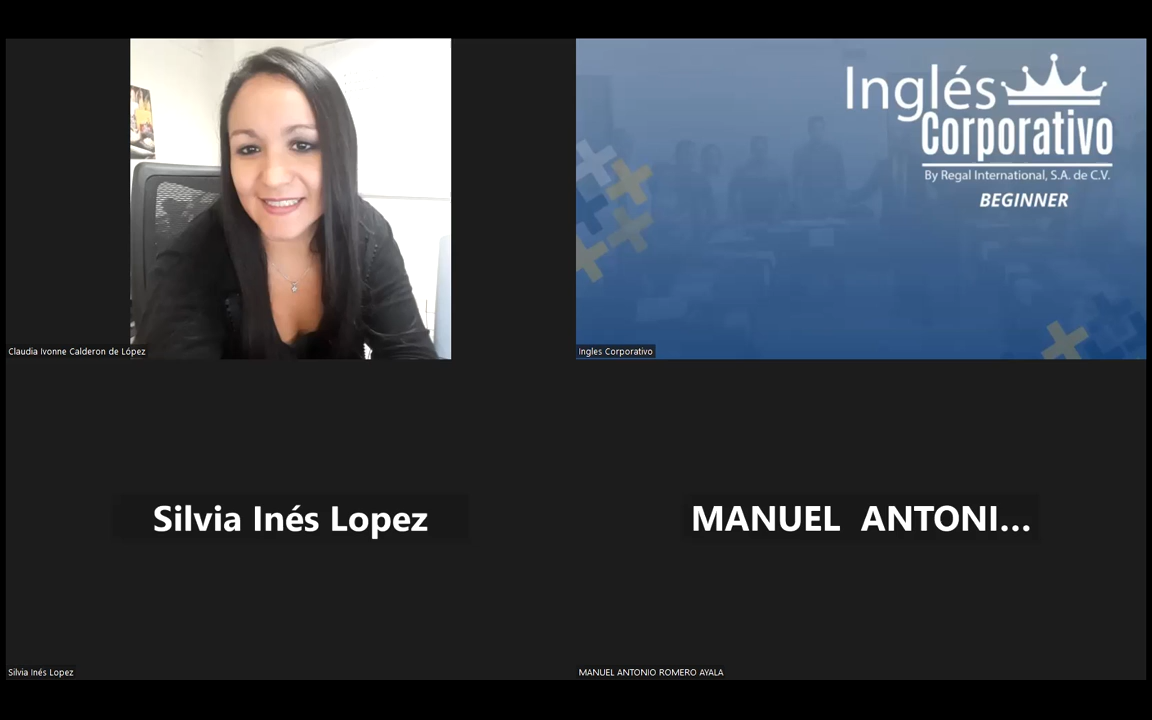 Inglés
Corporativo
By Regal International, S.A. de C.V.
BEGINNER
Claudia Ivonne Calderon de López
Ingles Corporativo
Silvia Inés Lopez
MANUEL ANTONI...
Silvia Inés Lopez
MANUEL ANTONIO ROMERO AYALA